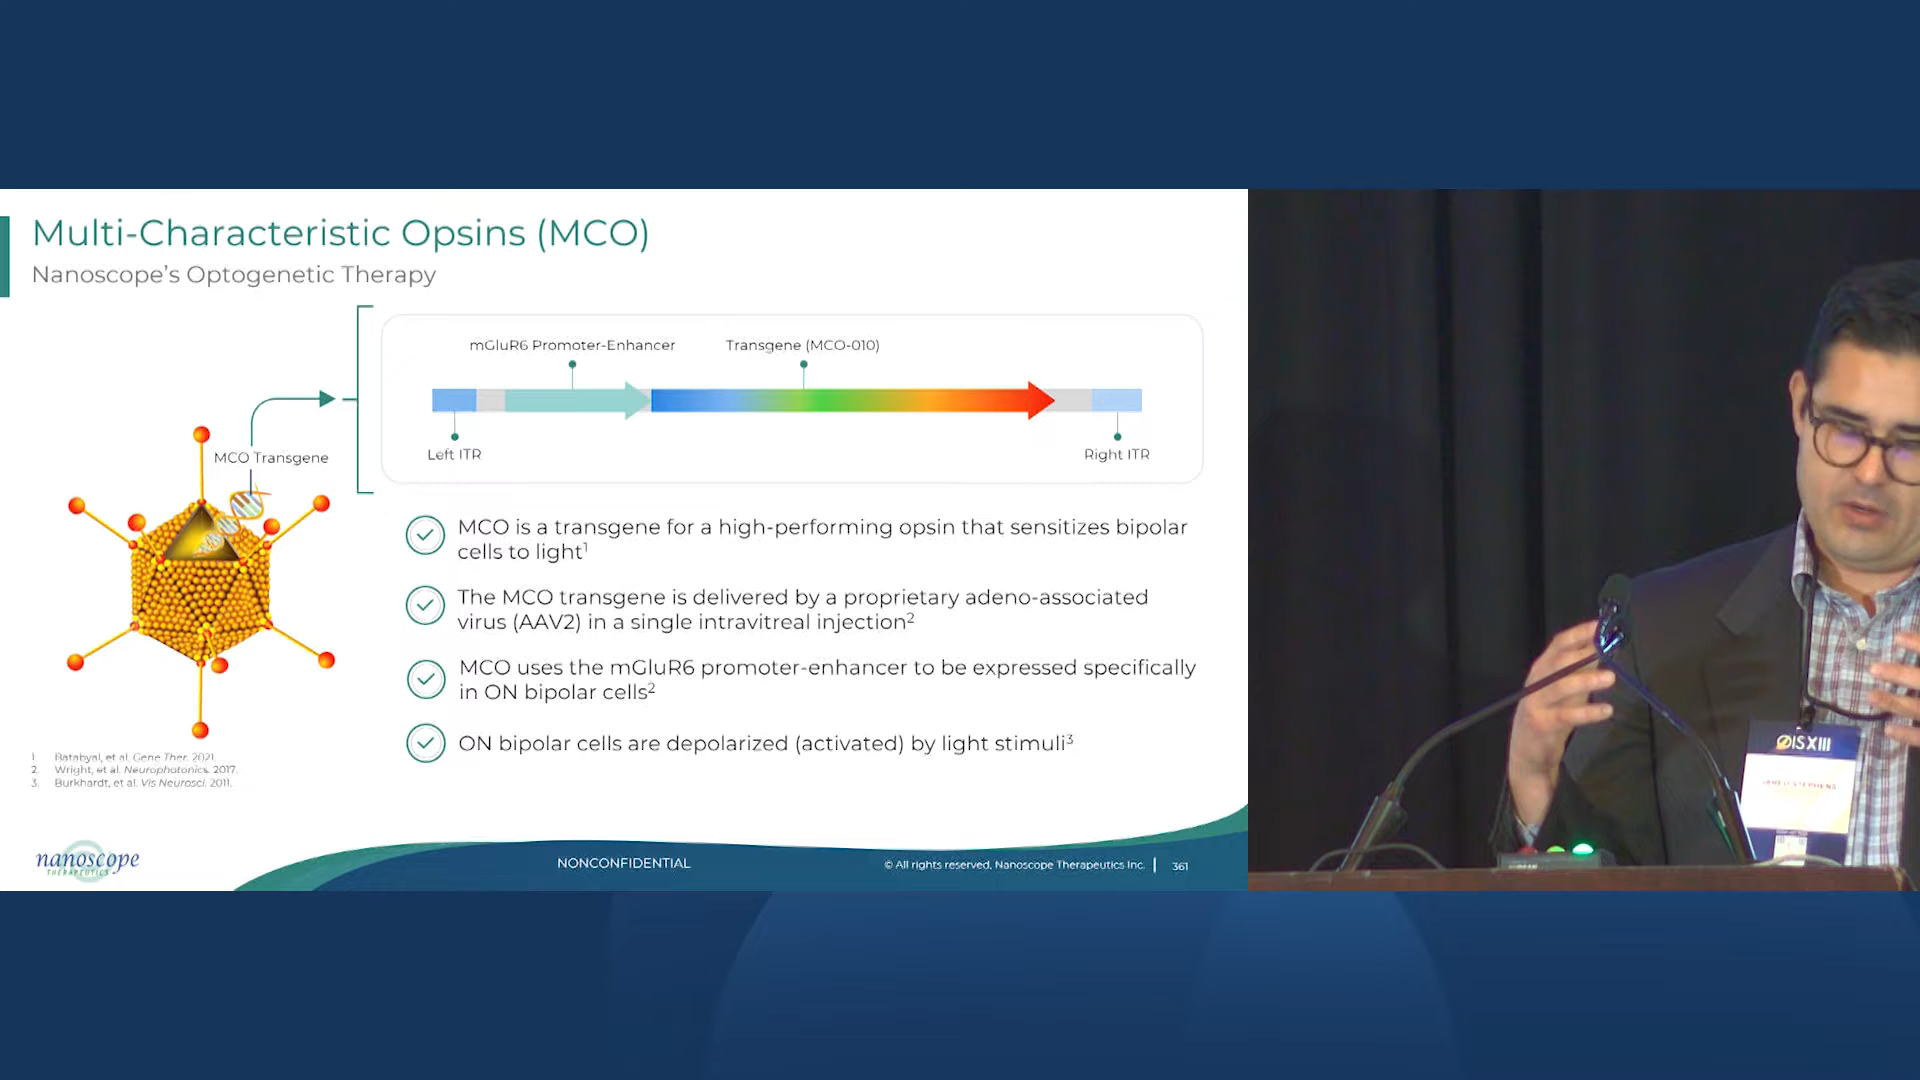 Multi-Characteristic Opsins (MCO)
Nanoscope's Optogenetic Therapy
mGluR6 Promoter-Enhancer
Transgene (MCO-010)
Left ITR
Right ITR
MCO Transgene
MCO is a transgene for a high-performing opsin that sensitizes bipolar
cells to light¹
The MCO transgene is delivered by a proprietary adeno-associated
virus (AAV2) in a single intravitreal injection²
MCO uses the mGluR6 promoter-enhancer to be expressed specifically
in ON bipolar cells²
ON bipolar cells are depolarized (activated) by light stimuli³
1. Batabyal, et al. Gene Ther. 2021.
2. Wright, et al. Neurophotonics. 2017.
3. Burkhardt, et al. Vis Neurosci. 2011.
nanoscope
THERAPEUTICS
NONCONFIDENTIAL
© All rights reserved, Nanoscope Therapeutics Inc. | 361
OIS XIII